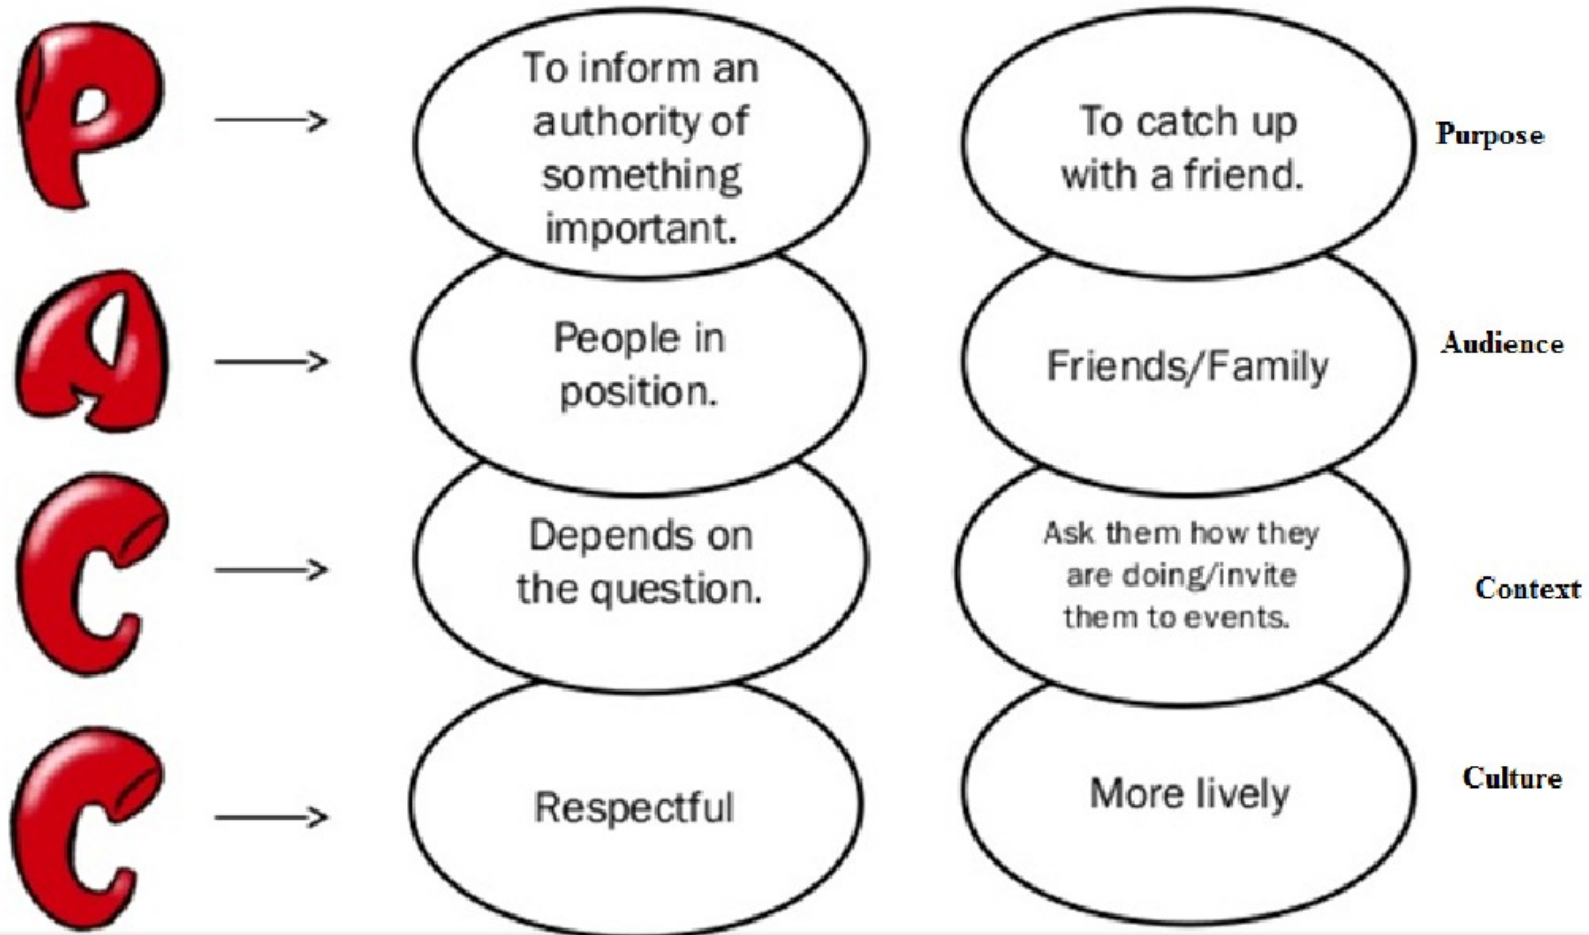 P
To inform an
authority of
something
important.
To catch up
with a friend.
Purpose
A
People in
position.
Friends/Family
Audience
C
Depends on
the question.
Ask them how they
are doing/invite
them to events.
Context
C
Respectful
More lively
Culture